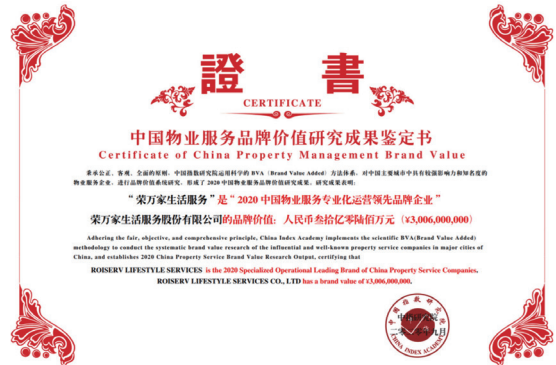 證 書
CERTIFICATE
中国物业服务品牌价值研究成果鉴定书
Certificate of China Property Management Brand Value
秉承公正、客观、全面的原则，中国指数研究院运用科学的 BVA（Brand Value Added）方法体系，对中国主要城市中具有较强影响力和知名度的
物业服务企业，进行品牌价值系统研究，形成了 2020 中国物业服务品牌价值研究成果，研究成果表明：
“荣万家生活服务”是“2020 中国物业服务专业化运营领先品牌企业”
荣万家生活服务股份有限公司的品牌价值：人民币叁拾亿零陆佰万元（¥3,006,000,000）
Adhering the fair, objective, and comprehensive principle, China Index Academy implements the scientific BVA(Brand Value Added)
methodology to conduct the systematic brand value research of the influential and well-known property service companies in major cities of
China, and establishes 2020 China Property Service Brand Value Research Output, certifying that
ROISERV LIFESTYLE SERVICES is the 2020 Specialized Operational Leading Brand of China Property Service Companies.
ROISERV LIFESTYLE SERVICES CO., LTD has a brand value of ¥3,006,000,000.
中国指数研究院
CHINA INDEX ACADEMY